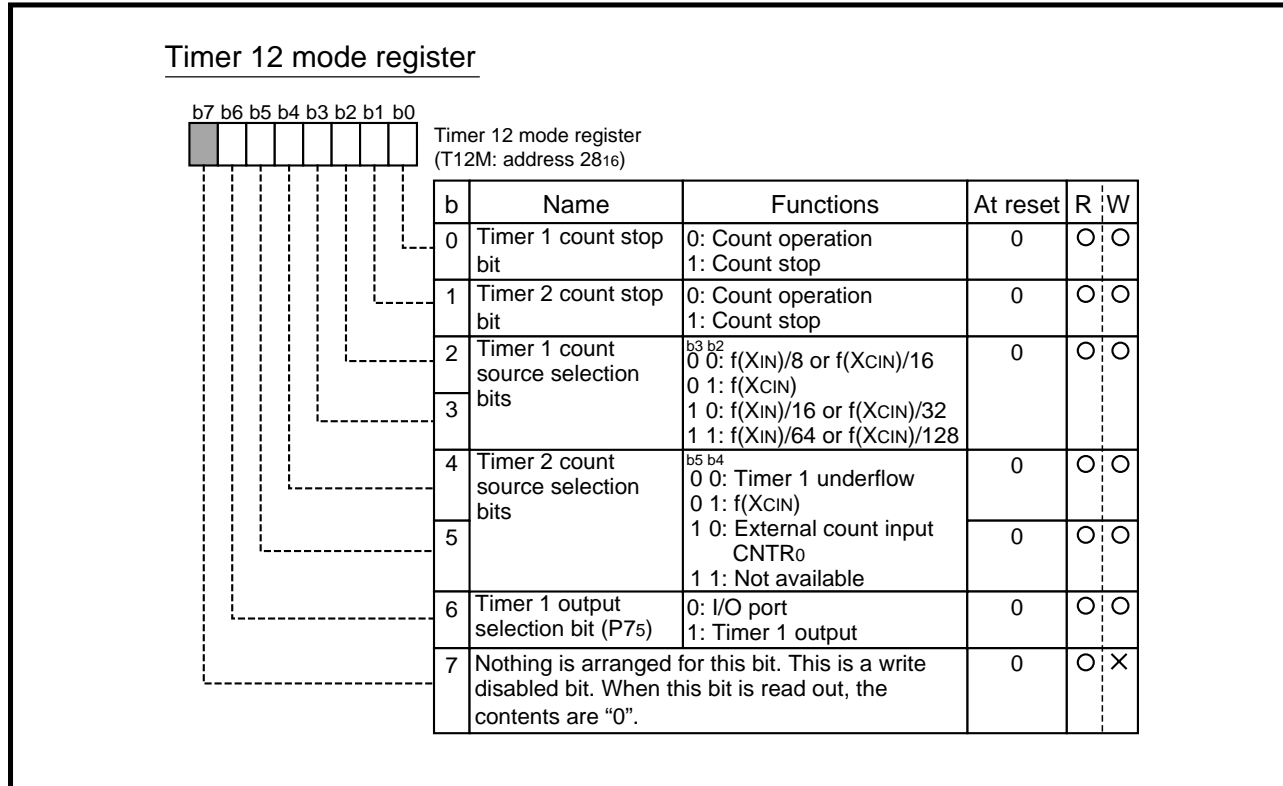 Timer 12 mode register
b7 b6 b5 b4 b3 b2 b1 b0
Timer 12 mode register
(T12M: address 2816)
b Name Functions At reset R W
0 Timer 1 count stop bit
0: Count operation
1: Count stop
0 O O
1 Timer 2 count stop bit
0: Count operation
1: Count stop
0 O O
2
3
Timer 1 count
source selection
bits
b3 b2
0 0: f(XIN)/8 or f(XCIN)/16
0 1: f(XCIN)
1 0: f(XIN)/16 or f(XCIN)/32
1 1: f(XIN)/64 or f(XCIN)/128
0 O O
4
5
Timer 2 count
source selection
bits
b5 b4
0 0: Timer 1 underflow
0 1: f(XCIN)
1 0: External count input
CNTR0
1 1: Not available
0 O O
0 O O
6 Timer 1 output
selection bit (P75)
0: I/O port
1: Timer 1 output
0 O O
7 Nothing is arranged for this bit. This is a write
disabled bit. When this bit is read out, the
contents are “0”.
0 O ×